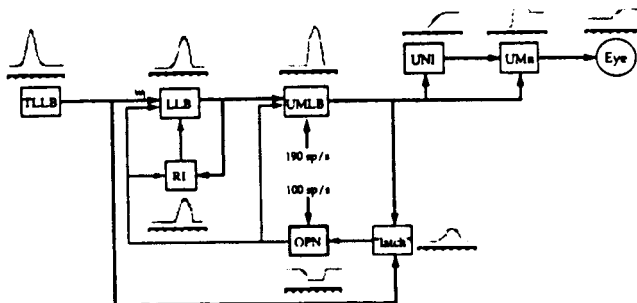 UNI
UMn
Eye
TLLB
LLB
UMLB
190 sp/s
RI
100 sp/s
OPN
"latch"